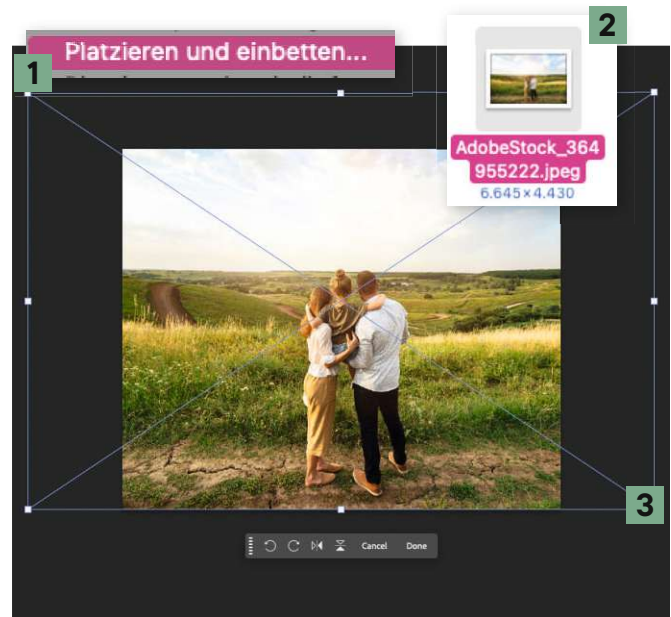 Platzieren und einbetten...
1
2
AdobeStock_364
955222.jpeg
6.645×4.430
3
Cancel Done